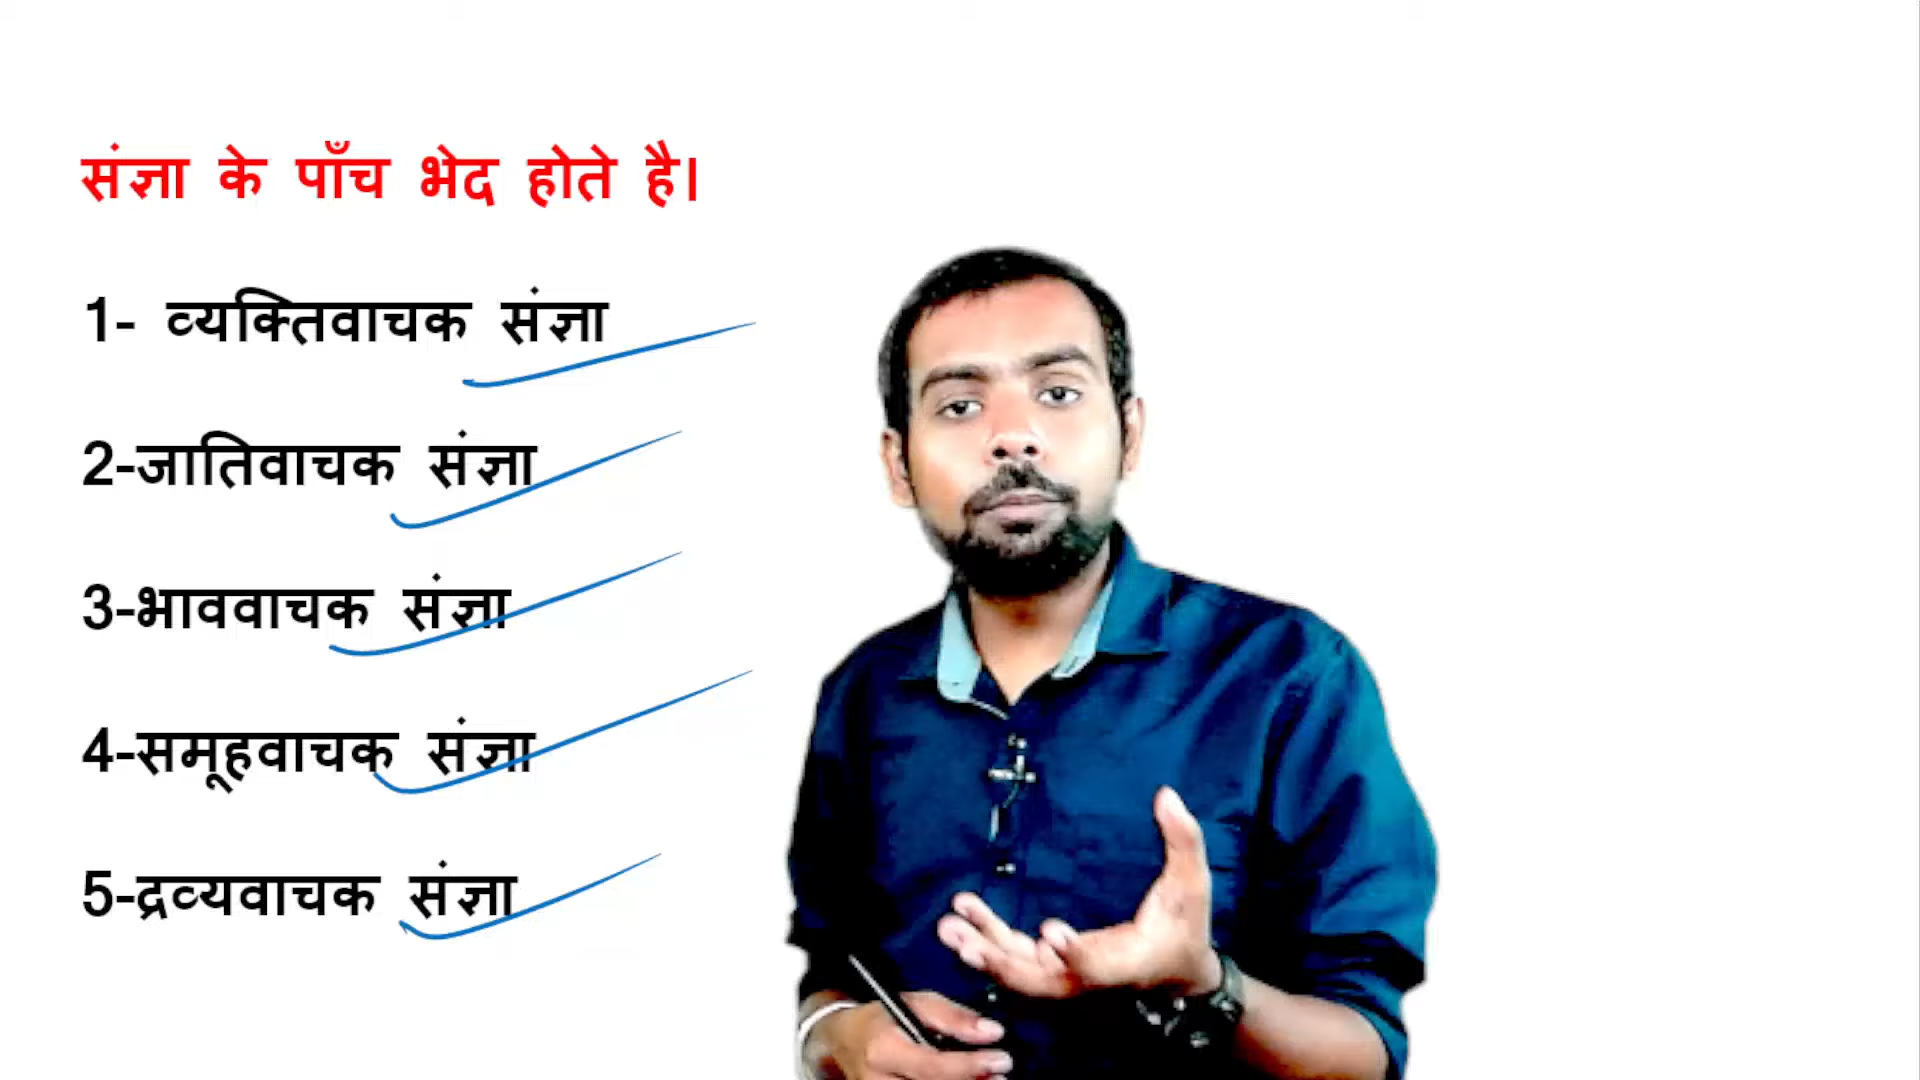 संज्ञा के पाँच भेद होते है।
1- व्यक्तिवाचक संज्ञा
2-जातिवाचक संज्ञा
3-भाववाचक संज्ञा
4-समूहवाचक संज्ञा
5-द्रव्यवाचक संज्ञा